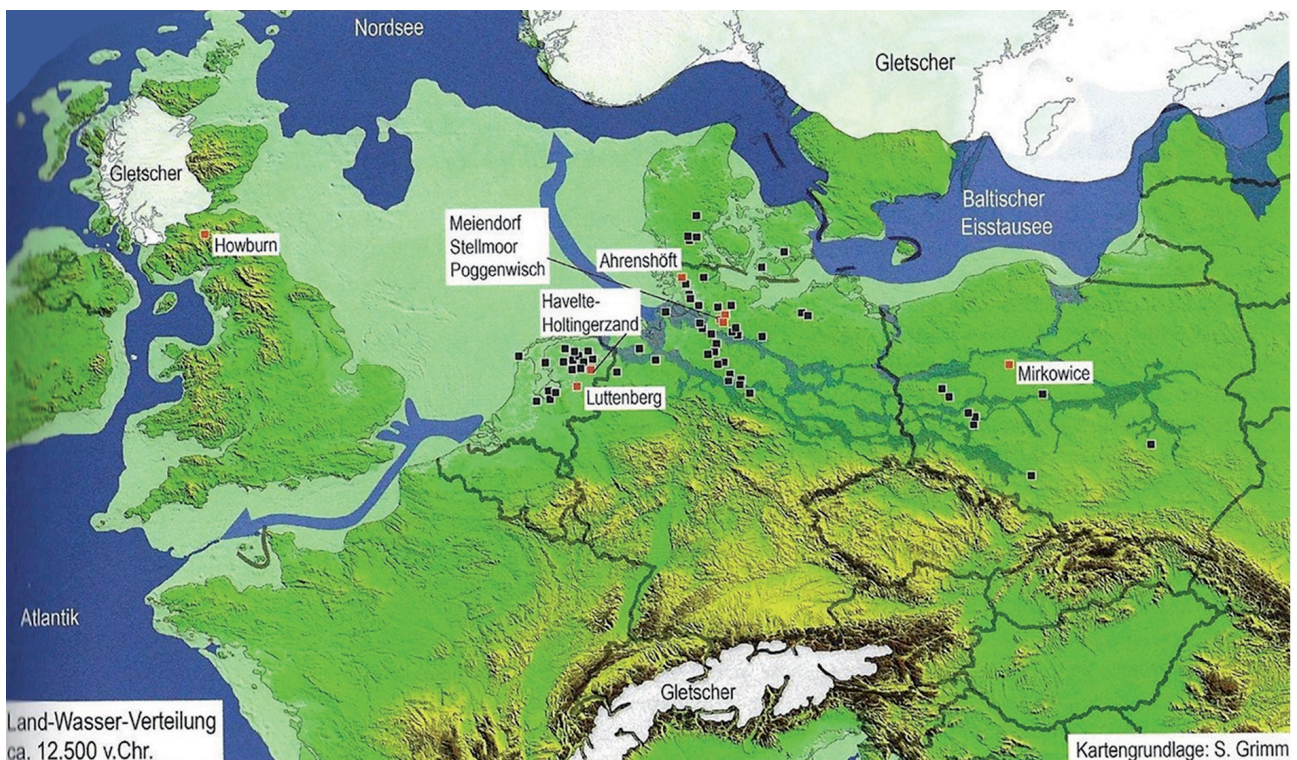 Nordsee
Gletscher
Gletscher
Baltischer
Eisstausee
Meiendorf
Stellmoor
Poggenwisch
Howburn
Ahrenshöft
Havelte-
Holtingerzand
Mirkowice
Luttenberg
Atlantik
Gletscher
Land-Wasser-Verteilung
ca. 12.500 v.Chr.
Kartengrundlage: S. Grimm